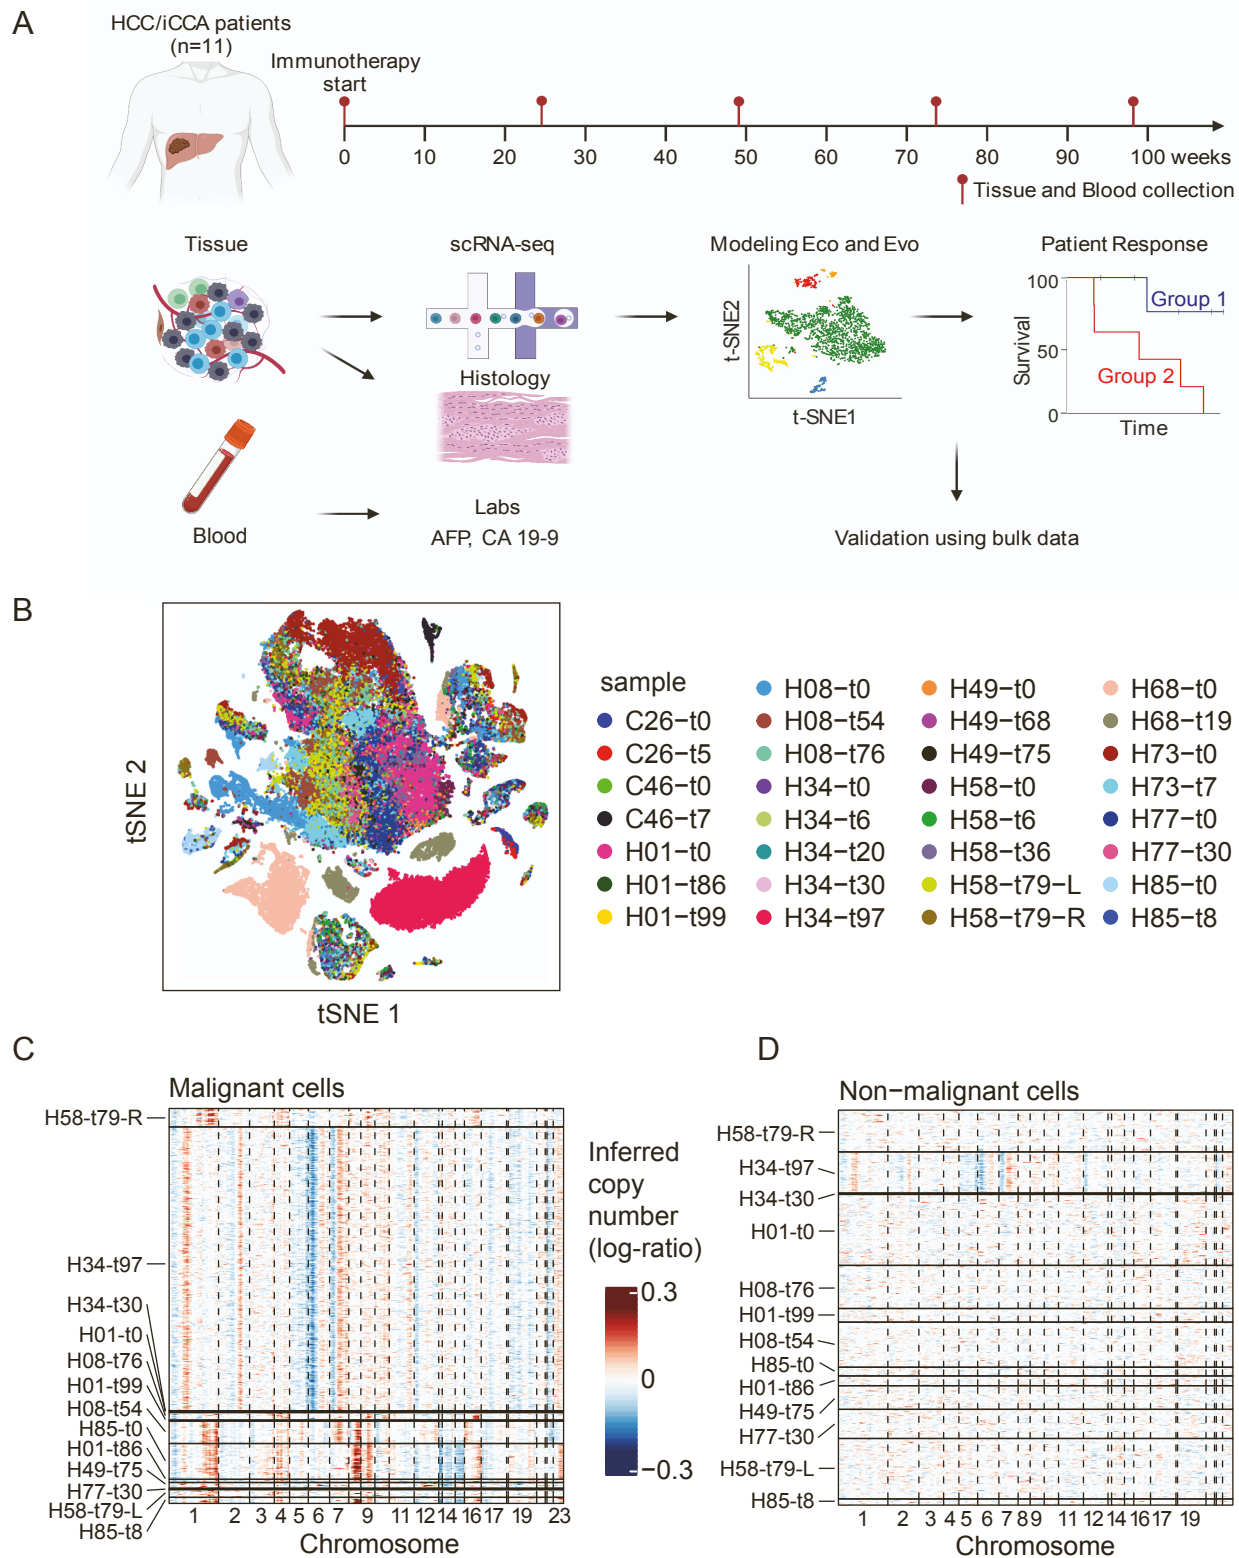 A
HCC/iCCA patients
(n=11)
Immunotherapy
start
0 10 20 30 40 50 60 70 80 90 100 weeks
Tissue and Blood collection
Tissue
scRNA-seq
Modeling Eco and Evo
Patient Response
t-SNE2
t-SNE1
Survival
100
50
0
Group 1
Group 2
Time
Histology
Blood
Labs
AFP, CA 19-9
Validation using bulk data
B
tSNE 2
tSNE 1
sample
C26−t0
C26−t5
C46−t0
C46−t7
H01−t0
H01−t86
H01−t99
H08−t0
H08−t54
H08−t76
H34−t0
H34−t6
H34−t20
H34−t30
H34−t97
H49−t0
H49−t68
H49−t75
H58−t0
H58−t6
H58−t36
H58−t79−L
H58−t79−R
H68−t0
H68−t19
H73−t0
H73−t7
H77−t0
H77−t30
H85−t0
H85−t8
C
Malignant cells
H58-t79-R
H34-t97
H34-t30
H01-t0
H08-t76
H01-t99
H08-t54
H85-t0
H01-t86
H49-t75
H77-t30
H58-t79-L
H85-t8
1 2 3 4 5 6 7 9 11 12 14 16 17 19 23
Chromosome
Inferred
copy
number
(log-ratio)
0.3
0
−0.3
D
Non−malignant cells
H58-t79-R
H34-t97
H34-t30
H01-t0
H08-t76
H01-t99
H08-t54
H85-t0
H01-t86
H49-t75
H77-t30
H58-t79-L
H85-t8
1 2 3 4 5 6 7 8 9 10 12 14 16 17 19
Chromosome